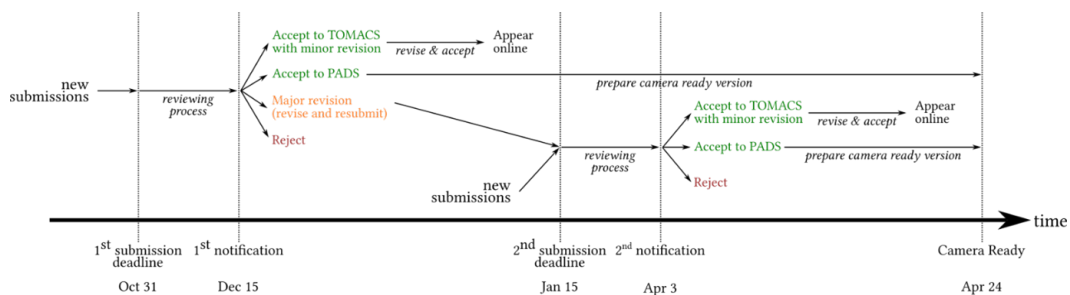 new
submissions
reviewing
process
Accept to TOMACS
with minor revision
revise & accept
Appear
online
Accept to PADS
prepare camera ready version
Major revision
(revise and resubmit)
Reject
new
submissions
reviewing
process
Accept to TOMACS
with minor revision
revise & accept
Appear
online
Accept to PADS
prepare camera ready version
Reject
time
1st submission
deadline
Oct 31
1st notification
Dec 15
2nd submission
deadline
Jan 15
2nd notification
Apr 3
Camera Ready
Apr 24